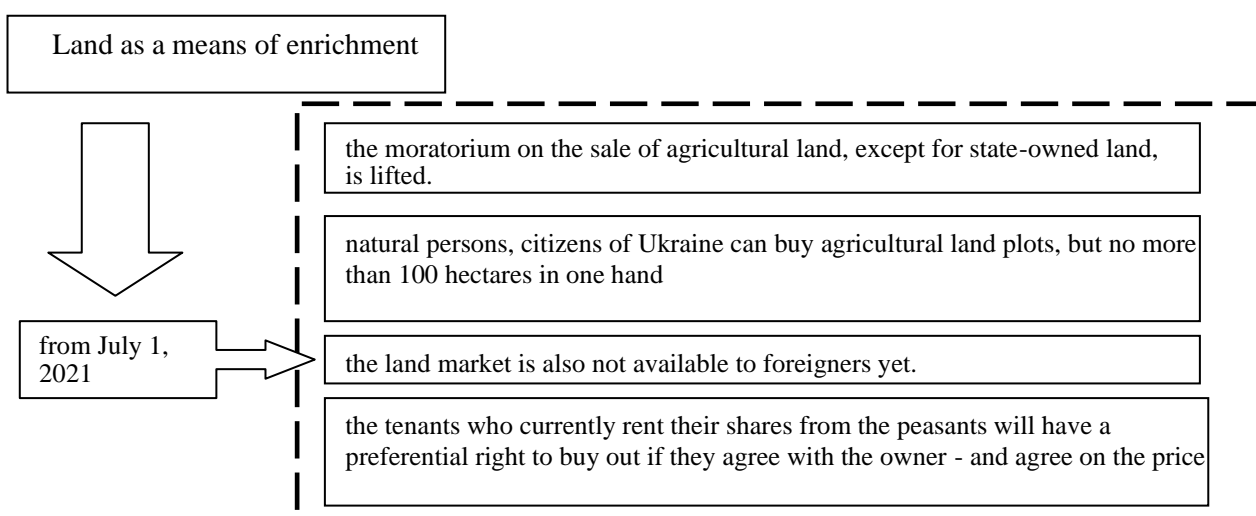 Land as a means of enrichment
the moratorium on the sale of agricultural land, except for state-owned land,
is lifted.
natural persons, citizens of Ukraine can buy agricultural land plots, but no more
than 100 hectares in one hand
from July 1,
2021
the land market is also not available to foreigners yet.
the tenants who currently rent their shares from the peasants will have a
preferential right to buy out if they agree with the owner - and agree on the price